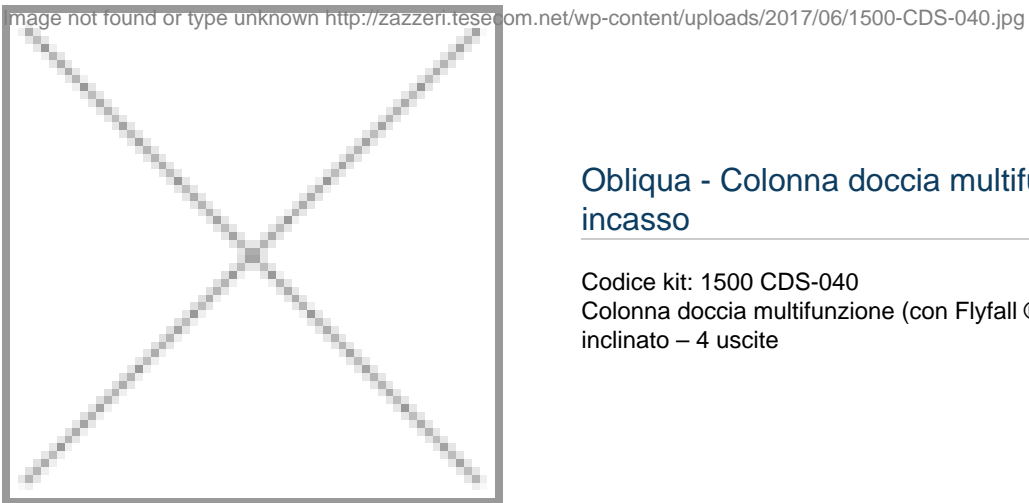 Image not found or type unknown http://zazzeri.tesecom.net/wp-content/uploads/2017/06/1500-CDS-040.jpg
Obliqua - Colonna doccia multifu
incasso
Codice kit: 1500 CDS-040
Colonna doccia multifunzione (con Flyfall ©
inclinato – 4 uscite